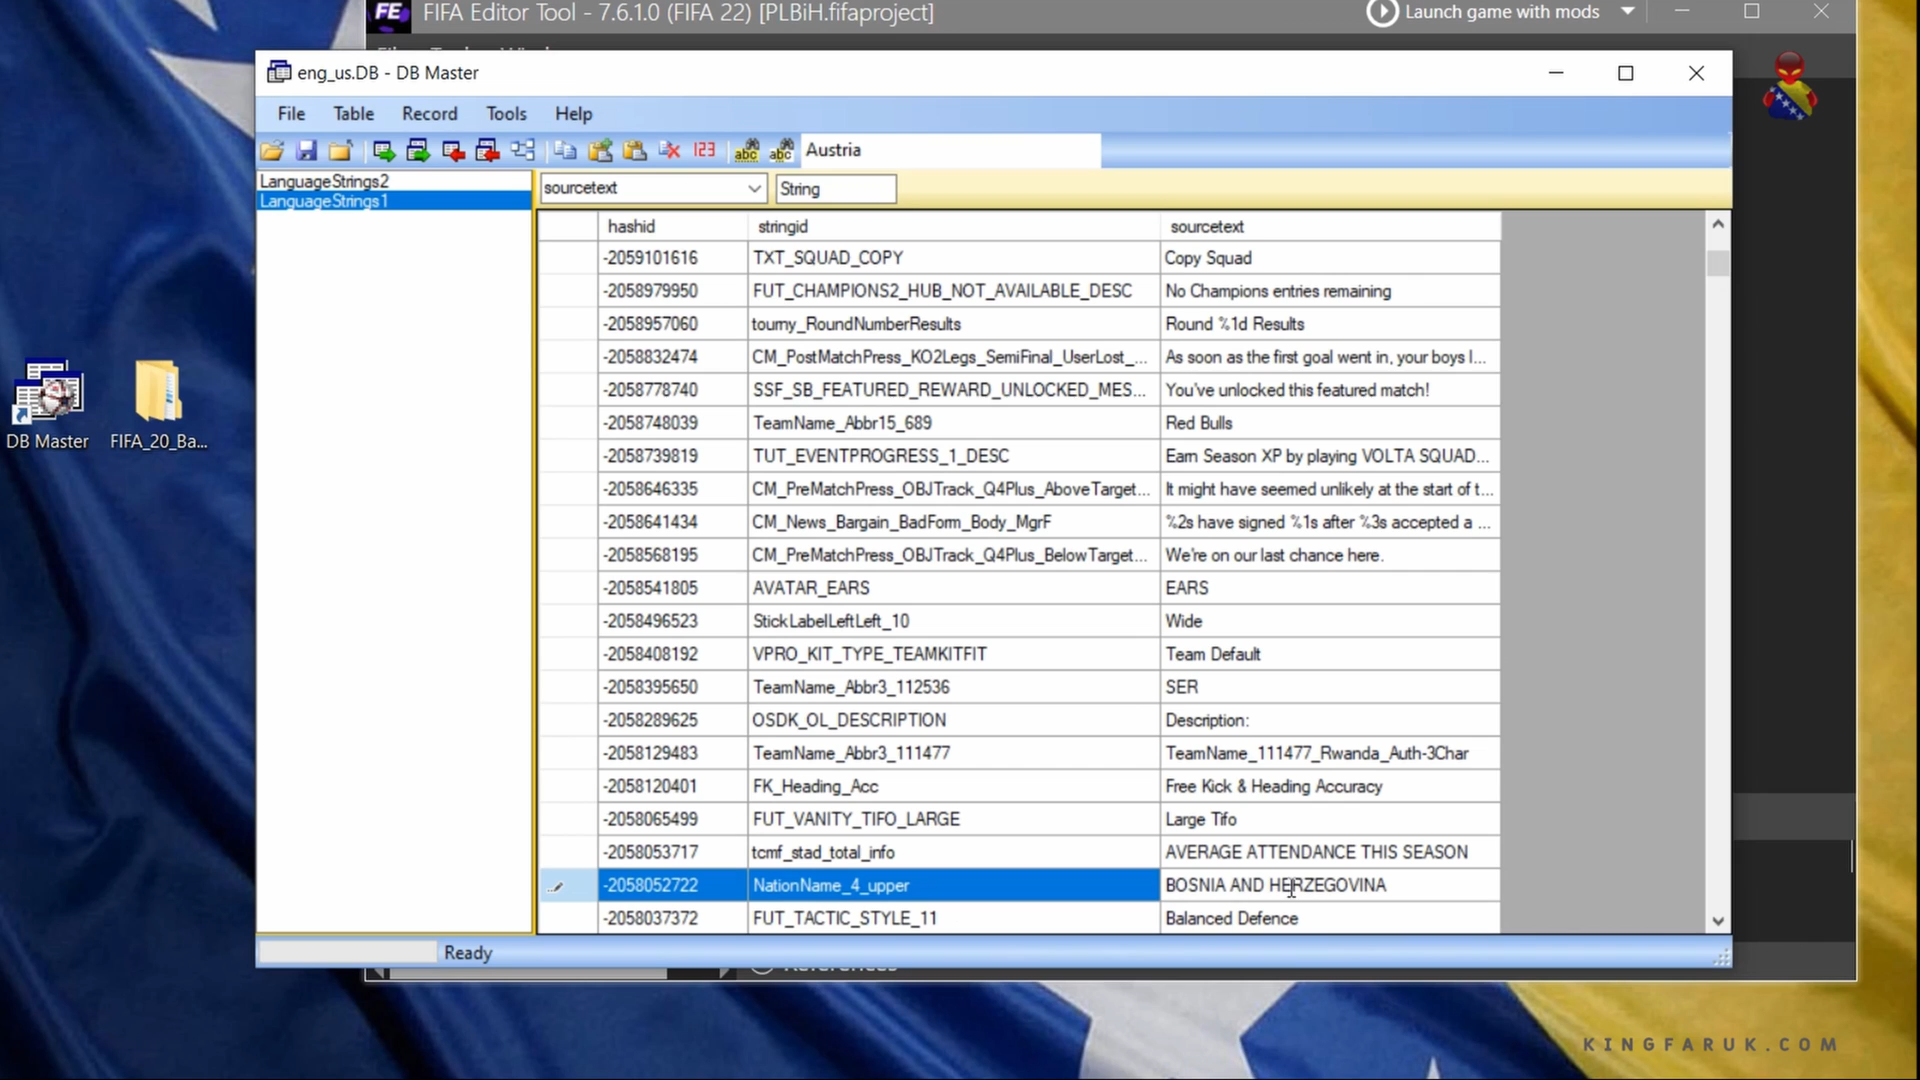 FE FIFA Editor Tool - 7.6.1.0 (FIFA 22) [PLBiH.fifaproject]
Launch game with mods
eng_us.DB - DB Master
File Table Record Tools Help
123 abc abc Austria
LanguageStrings2
LanguageStrings1
sourcetext String
hashid stringid sourcetext
-2059101616 TXT_SQUAD_COPY Copy Squad
-2058979950 FUT_CHAMPIONS2_HUB_NOT_AVAILABLE_DESC No Champions entries remaining
-2058957060 tourny_RoundNumberResults Round %1d Results
-2058832474 CM_PostMatchPress_KO2Legs_SemiFinal_UserLost_... As soon as the first goal went in, your boys l...
-2058778740 SSF_SB_FEATURED_REWARD_UNLOCKED_MES... You've unlocked this featured match!
-2058748039 TeamName_Abbr15_689 Red Bulls
-2058739819 TUT_EVENTPROGRESS_1_DESC Earn Season XP by playing VOLTA SQUAD...
-2058646335 CM_PreMatchPress_OBJTrack_Q4Plus_AboveTarget... It might have seemed unlikely at the start of t...
-2058641434 CM_News_Bargain_BadForm_Body_MgrF %2s have signed %1s after %3s accepted a ...
-2058568195 CM_PreMatchPress_OBJTrack_Q4Plus_BelowTarget... We're on our last chance here.
-2058541805 AVATAR_EARS EARS
-2058496523 StickLabelLeftLeft_10 Wide
-2058408192 VPRO_KIT_TYPE_TEAMKITFIT Team Default
-2058395650 TeamName_Abbr3_112536 SER
-2058289625 OSDK_OL_DESCRIPTION Description:
-2058129483 TeamName_Abbr3_111477 TeamName_111477_Rwanda_Auth-3Char
-2058120401 FK_Heading_Acc Free Kick & Heading Accuracy
-2058065499 FUT_VANITY_TIFO_LARGE Large Tifo
-2058053717 tcmf_stad_total_info AVERAGE ATTENDANCE THIS SEASON
-2058052722 NationName_4_upper BOSNIA AND HERZEGOVINA
-2058037372 FUT_TACTIC_STYLE_11 Balanced Defence
Ready
DB Master FIFA_20_Ba...
KINGFARUK.COM